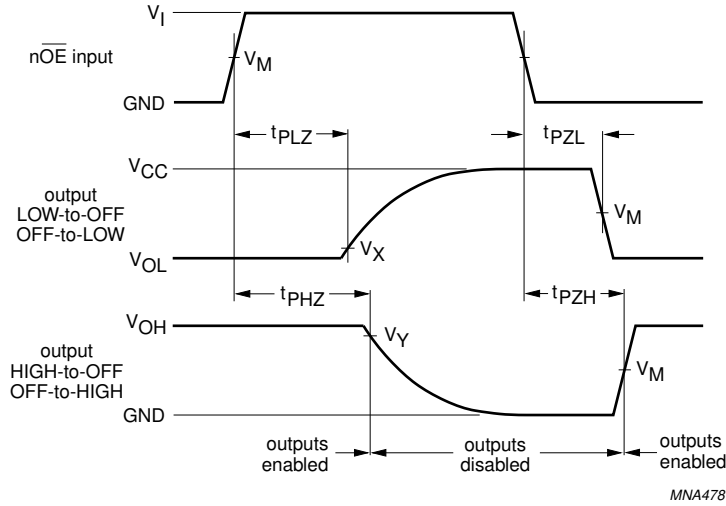 V_I
nO̅E̅ input
V_M
GND
t_PLZ
t_PZL
V_CC
output
LOW-to-OFF
OFF-to-LOW
V_M
V_X
V_OL
t_PHZ
t_PZH
V_OH
V_Y
output
HIGH-to-OFF
OFF-to-HIGH
V_M
GND
outputs
enabled
outputs
disabled
outputs
enabled
MNA478